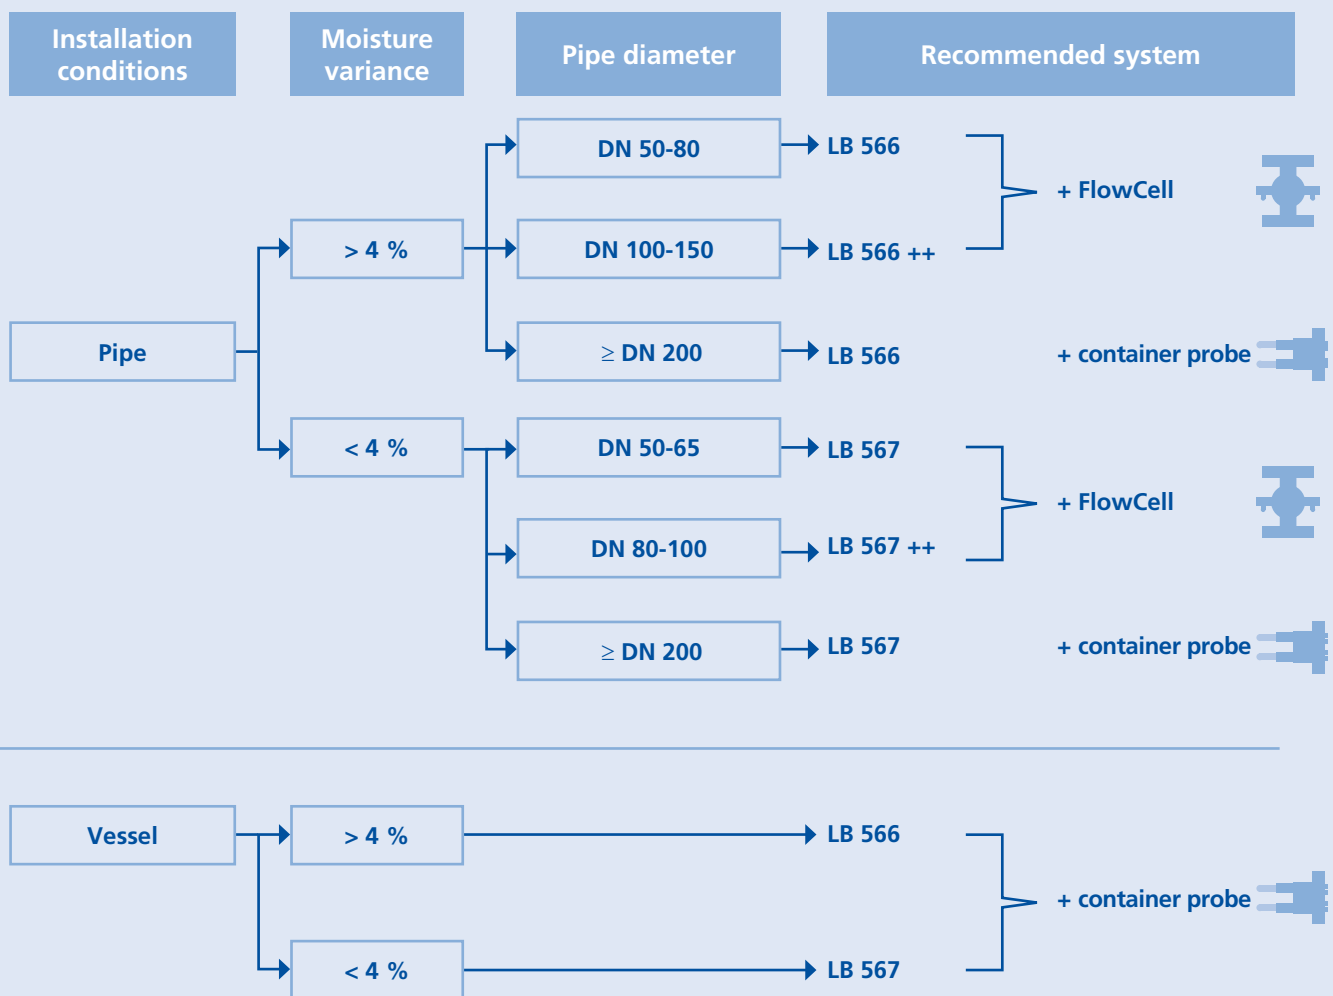 Installation
conditions
Moisture
variance
Pipe diameter
Recommended system
DN 50-80
LB 566
+ FlowCell
> 4 %
DN 100-150
LB 566 ++
Pipe
≥ DN 200
LB 566
+ container probe
< 4 %
DN 50-65
LB 567
+ FlowCell
DN 80-100
LB 567 ++
≥ DN 200
LB 567
+ container probe
Vessel
> 4 %
LB 566
+ container probe
< 4 %
LB 567